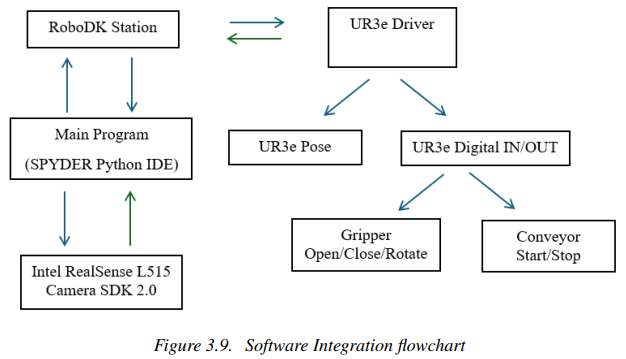 RoboDK Station
UR3e Driver
Main Program
(SPYDER Python IDE)
UR3e Pose
UR3e Digital IN/OUT
Intel RealSense L515
Camera SDK 2.0
Gripper
Open/Close/Rotate
Conveyor
Start/Stop
Figure 3.9. Software Integration flowchart